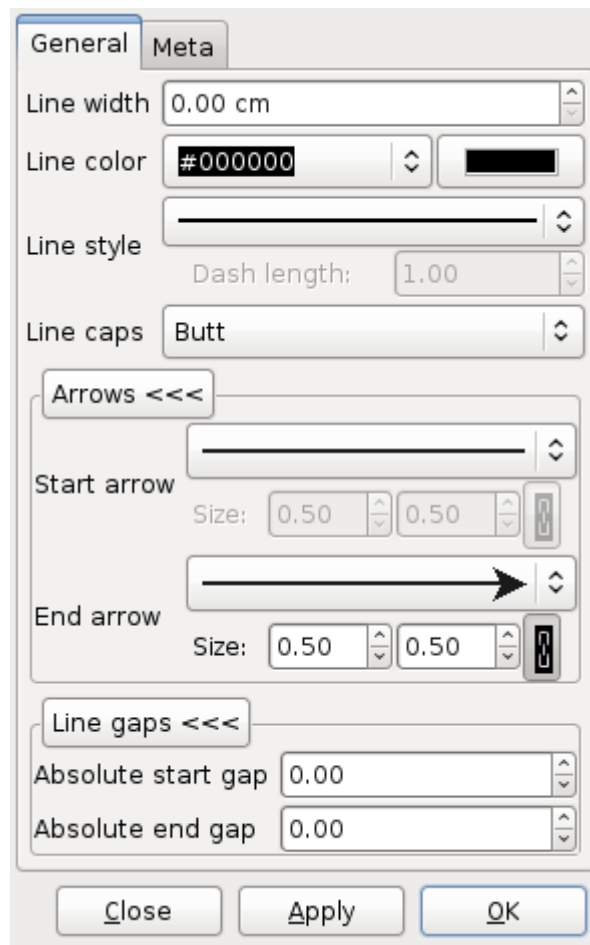 General Meta
Line width 0.00 cm
Line color #000000
Line style
Dash length: 1.00
Line caps Butt
Arrows <<<
Start arrow
Size: 0.50 0.50
End arrow
Size: 0.50 0.50
Line gaps <<<
Absolute start gap 0.00
Absolute end gap 0.00
Close Apply OK